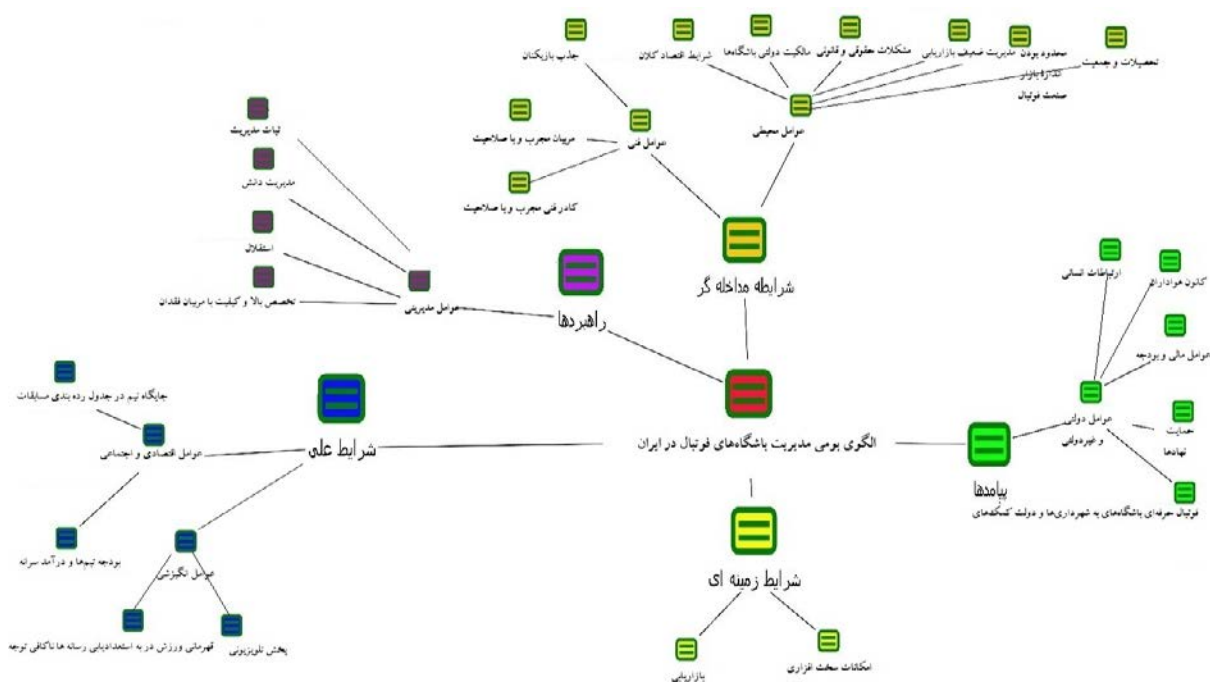 جذب بازیکنان
شرایط اقتصاد کلان
مالکیت دولتی باشگاه‌ها
مشکلات حقوقی و قانونی
مدیریت ضعیف بازاریابی
محدود بودن
اندازهٔ بازار
صنعت فوتبال
تحصیلات و جمعیت
عوامل محیطی
عوامل فنی
مربیان مجرب و با صلاحیت
کادر فنی مجرب و با صلاحیت
شرایطه مداخله گر
ثبات مدیریت
مدیریت دانش
استقلال
تخصص بالا و کیفیت با مربیان فقدان
عوامل مدیریتی
راهبردها
ارتباطات انسانی
کانون هواداران
عوامل مالی و بودجه
عوامل دولتی
و غیردولتی
حمایت
نهادها
فوتبال حرفه‌ای باشگاه‌های به شهرداری‌ها و دولت کمک‌های
پیامدها
الگوی بومی مدیریت باشگاه‌های فوتبال در ایران
جایگاه تیم در جدول رده بندی مسابقات
عوامل اقتصادی و اجتماعی
شرایط علی
بودجه تیم‌ها و درآمد سرانه
عوامل انگیزشی
قهرمانی ورزش در به استعدادیابی رسانه ها ناکافی توجه
پخش تلویزیونی
شرایط زمینه ای
بازاریابی
امکانات سخت افزاری